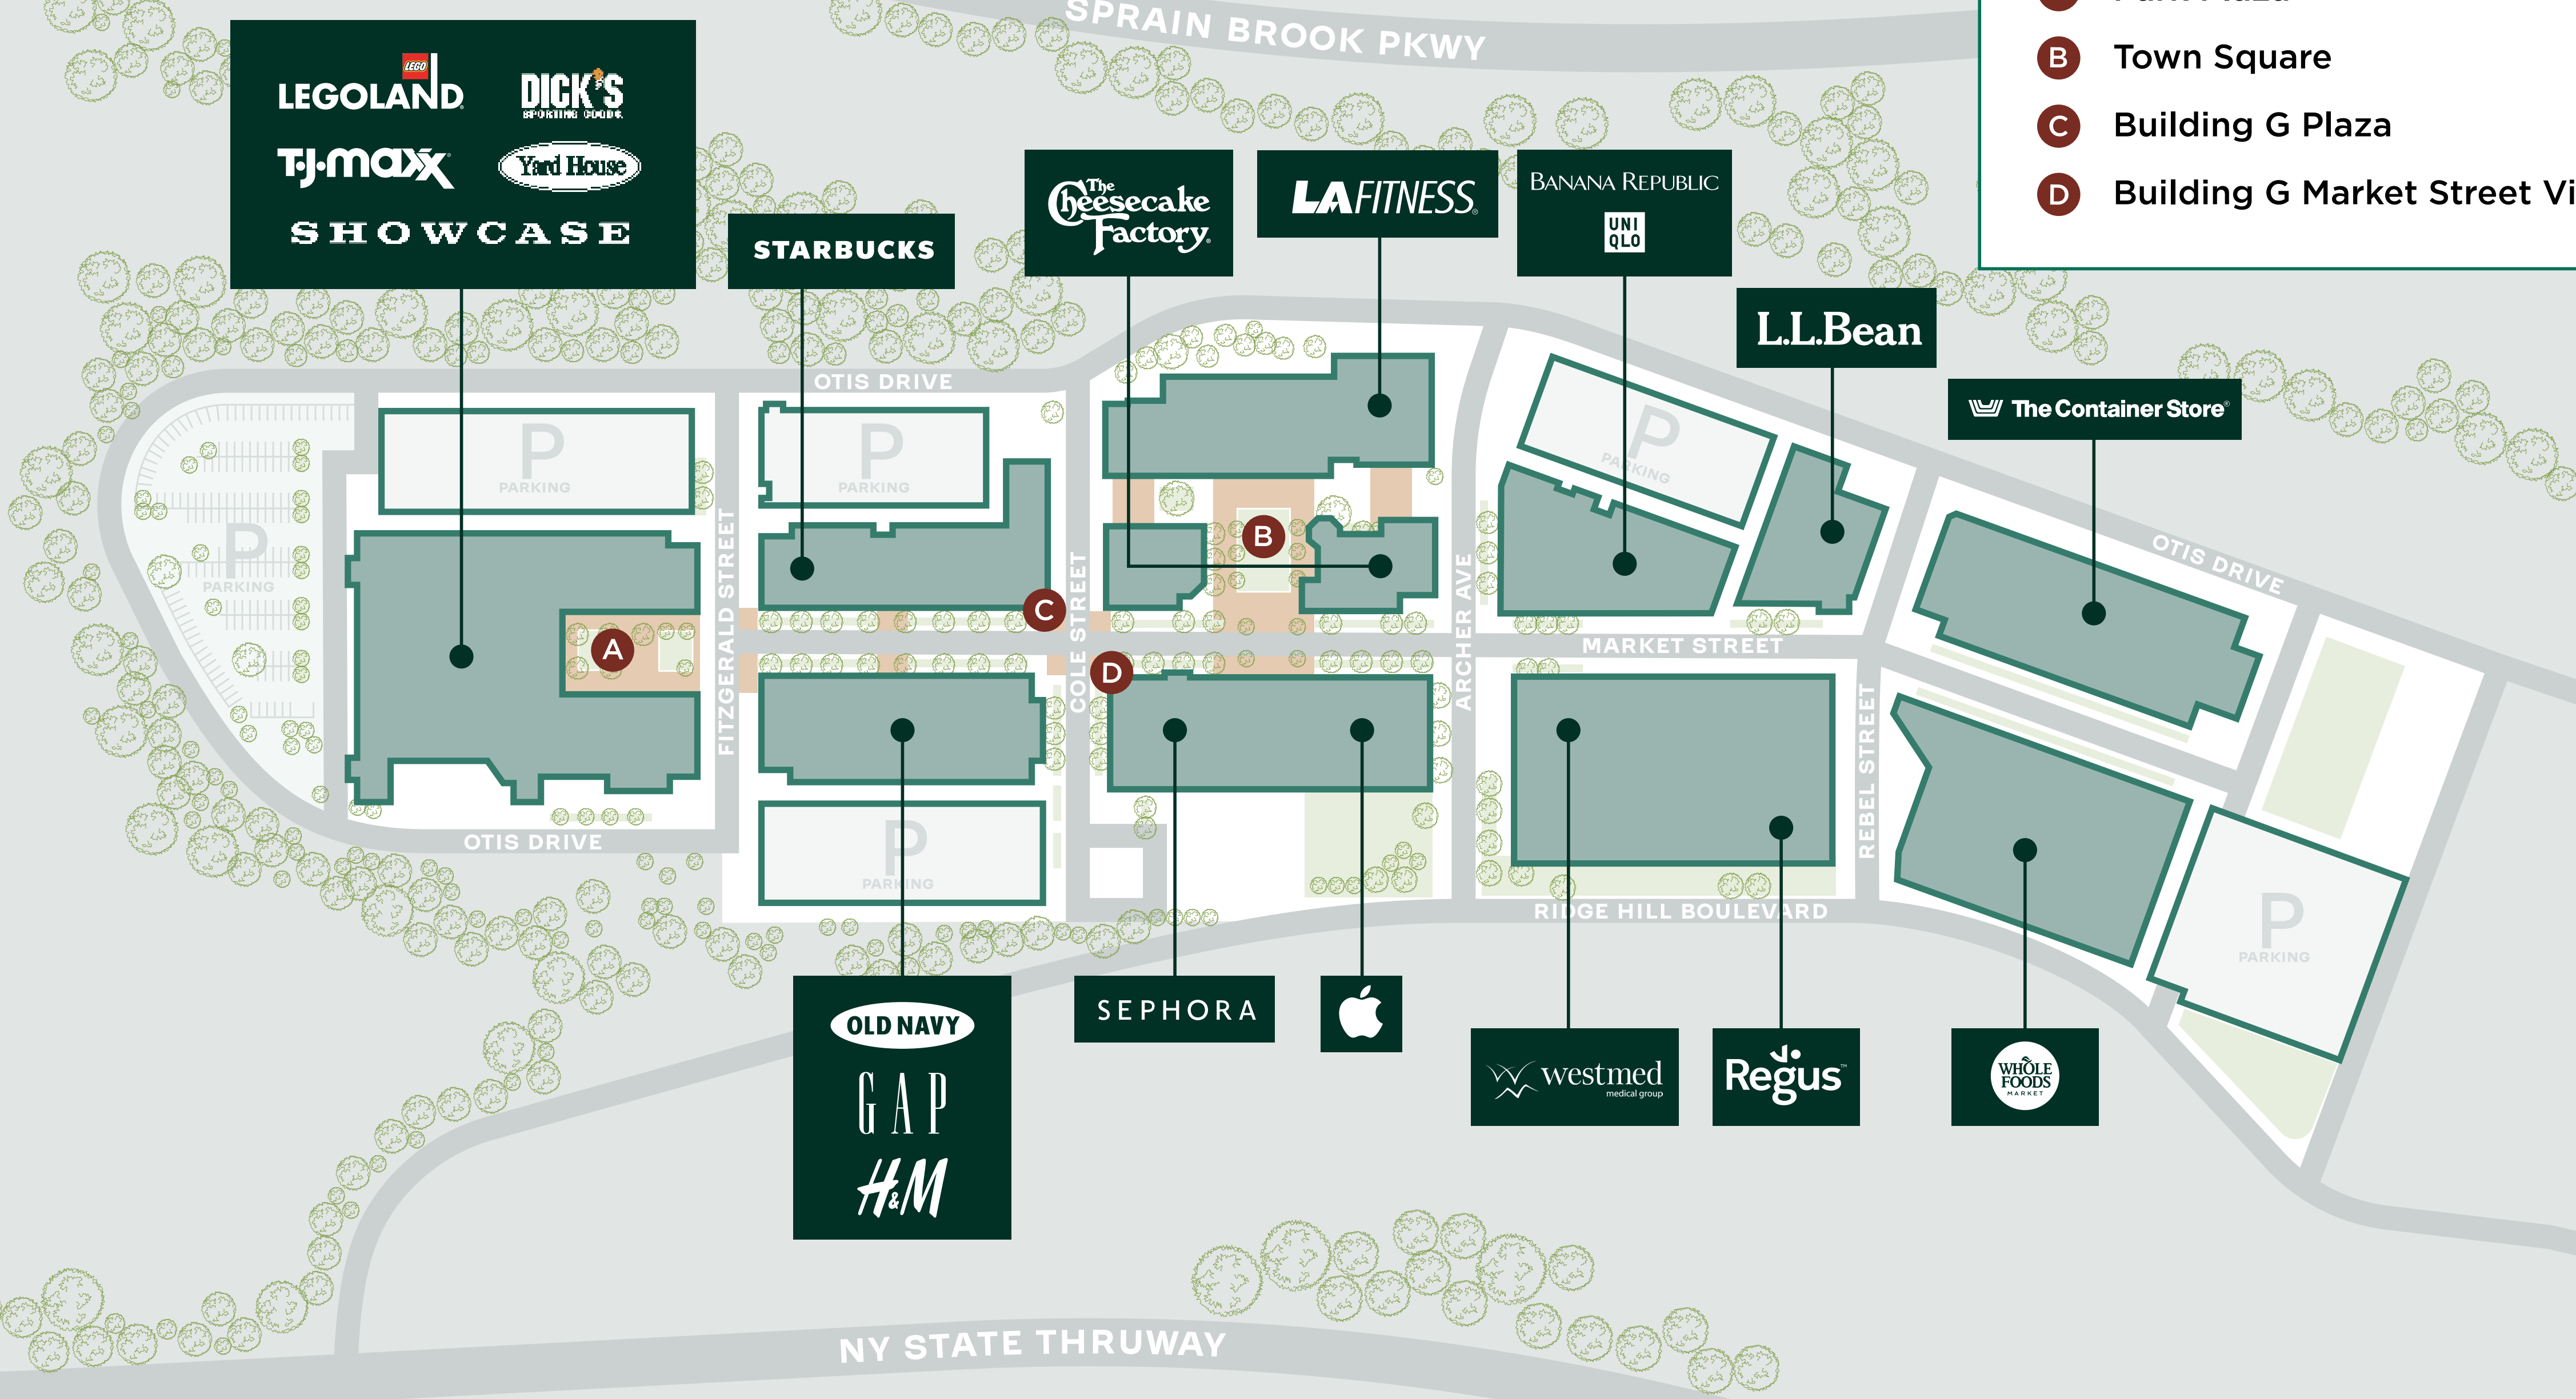 SPRAIN BROOK PKWY
B Town Square
C Building G Plaza
D Building G Market Street Vi
LEGO
LEGOLAND
DICK'S
SPORTING GOODS
T·J·maxx
Yard House
SHOWCASE
STARBUCKS
The
Cheesecake
Factory
LA FITNESS
BANANA REPUBLIC
UNI
QLO
L.L.Bean
The Container Store
OTIS DRIVE
P
PARKING
P
PARKING
P
PARKING
P
PARKING
OTIS DRIVE
FITZGERALD STREET
COLE STREET
ARCHER AVE
MARKET STREET
REBEL STREET
A
B
C
D
OTIS DRIVE
P
PARKING
P
PARKING
RIDGE HILL BOULEVARD
OLD NAVY
GAP
H&M
SEPHORA
westmed
medical group
Regus™
WHOLE
FOODS
MARKET
NY STATE THRUWAY